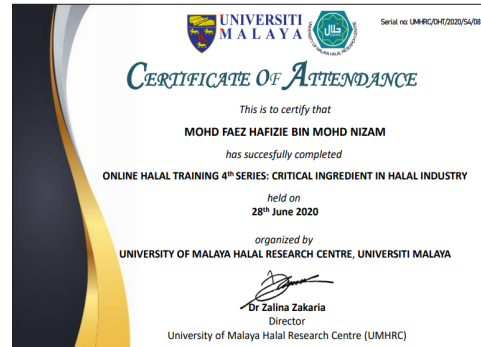 UNIVERSITI
MALAYA
حلال
Serial no: UMHRC/OHT/2020/S4/08
CERTIFICATE OF ATTENDANCE
This is to certify that
MOHD FAEZ HAFIZIE BIN MOHD NIZAM
has succesfully completed
ONLINE HALAL TRAINING 4th SERIES: CRITICAL INGREDIENT IN HALAL INDUSTRY
held on
28th June 2020
organized by
UNIVERSITY OF MALAYA HALAL RESEARCH CENTRE, UNIVERSITI MALAYA
Dr Zalina Zakaria
Director
University of Malaya Halal Research Centre (UMHRC)